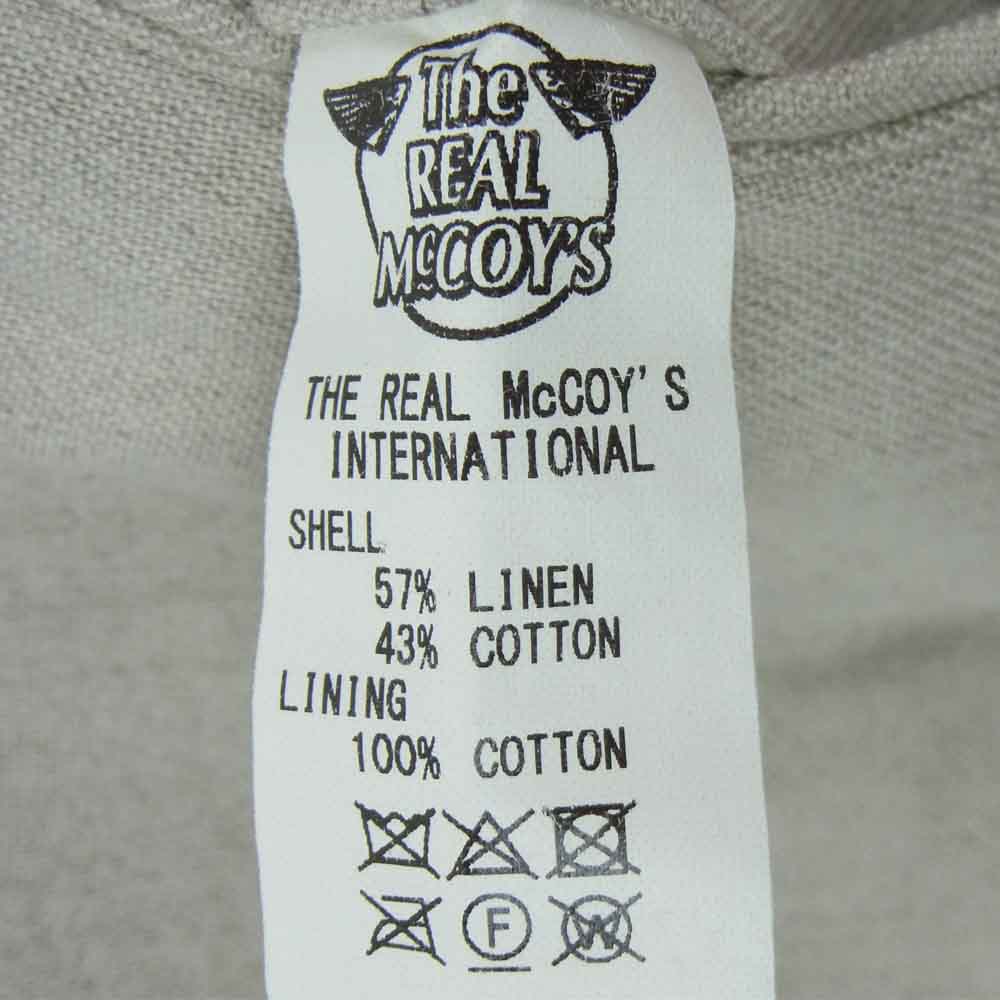 The
REAL
McCOY'S
THE REAL McCOY'S
INTERNATIONAL
SHELL
57% LINEN
43% COTTON
LINING
100% COTTON
F W